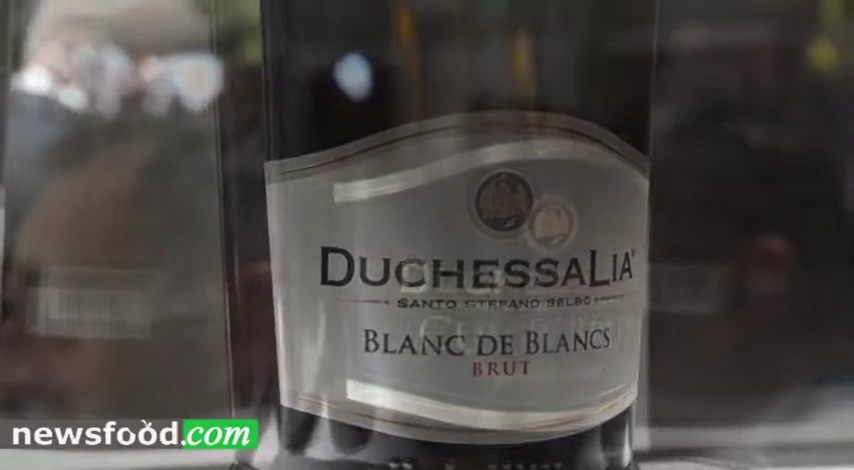 DUCHESSALIA®
SANTO STEFANO BELBO
BLANC DE BLANCS
BRUT
newsfood.com